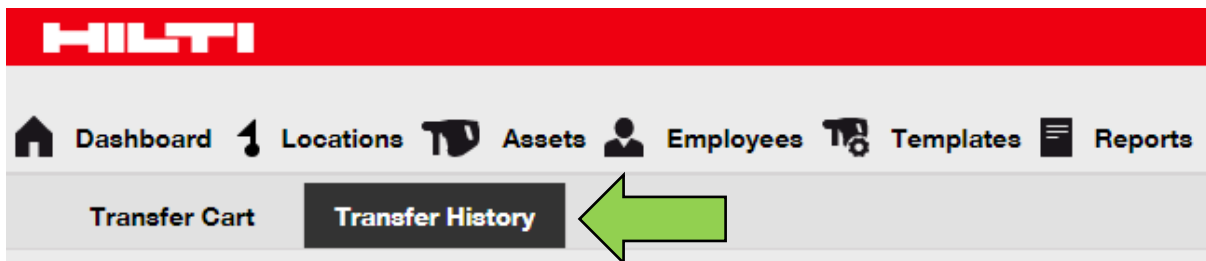 HILTI
Dashboard Locations Assets Employees Templates Reports
Transfer Cart Transfer History